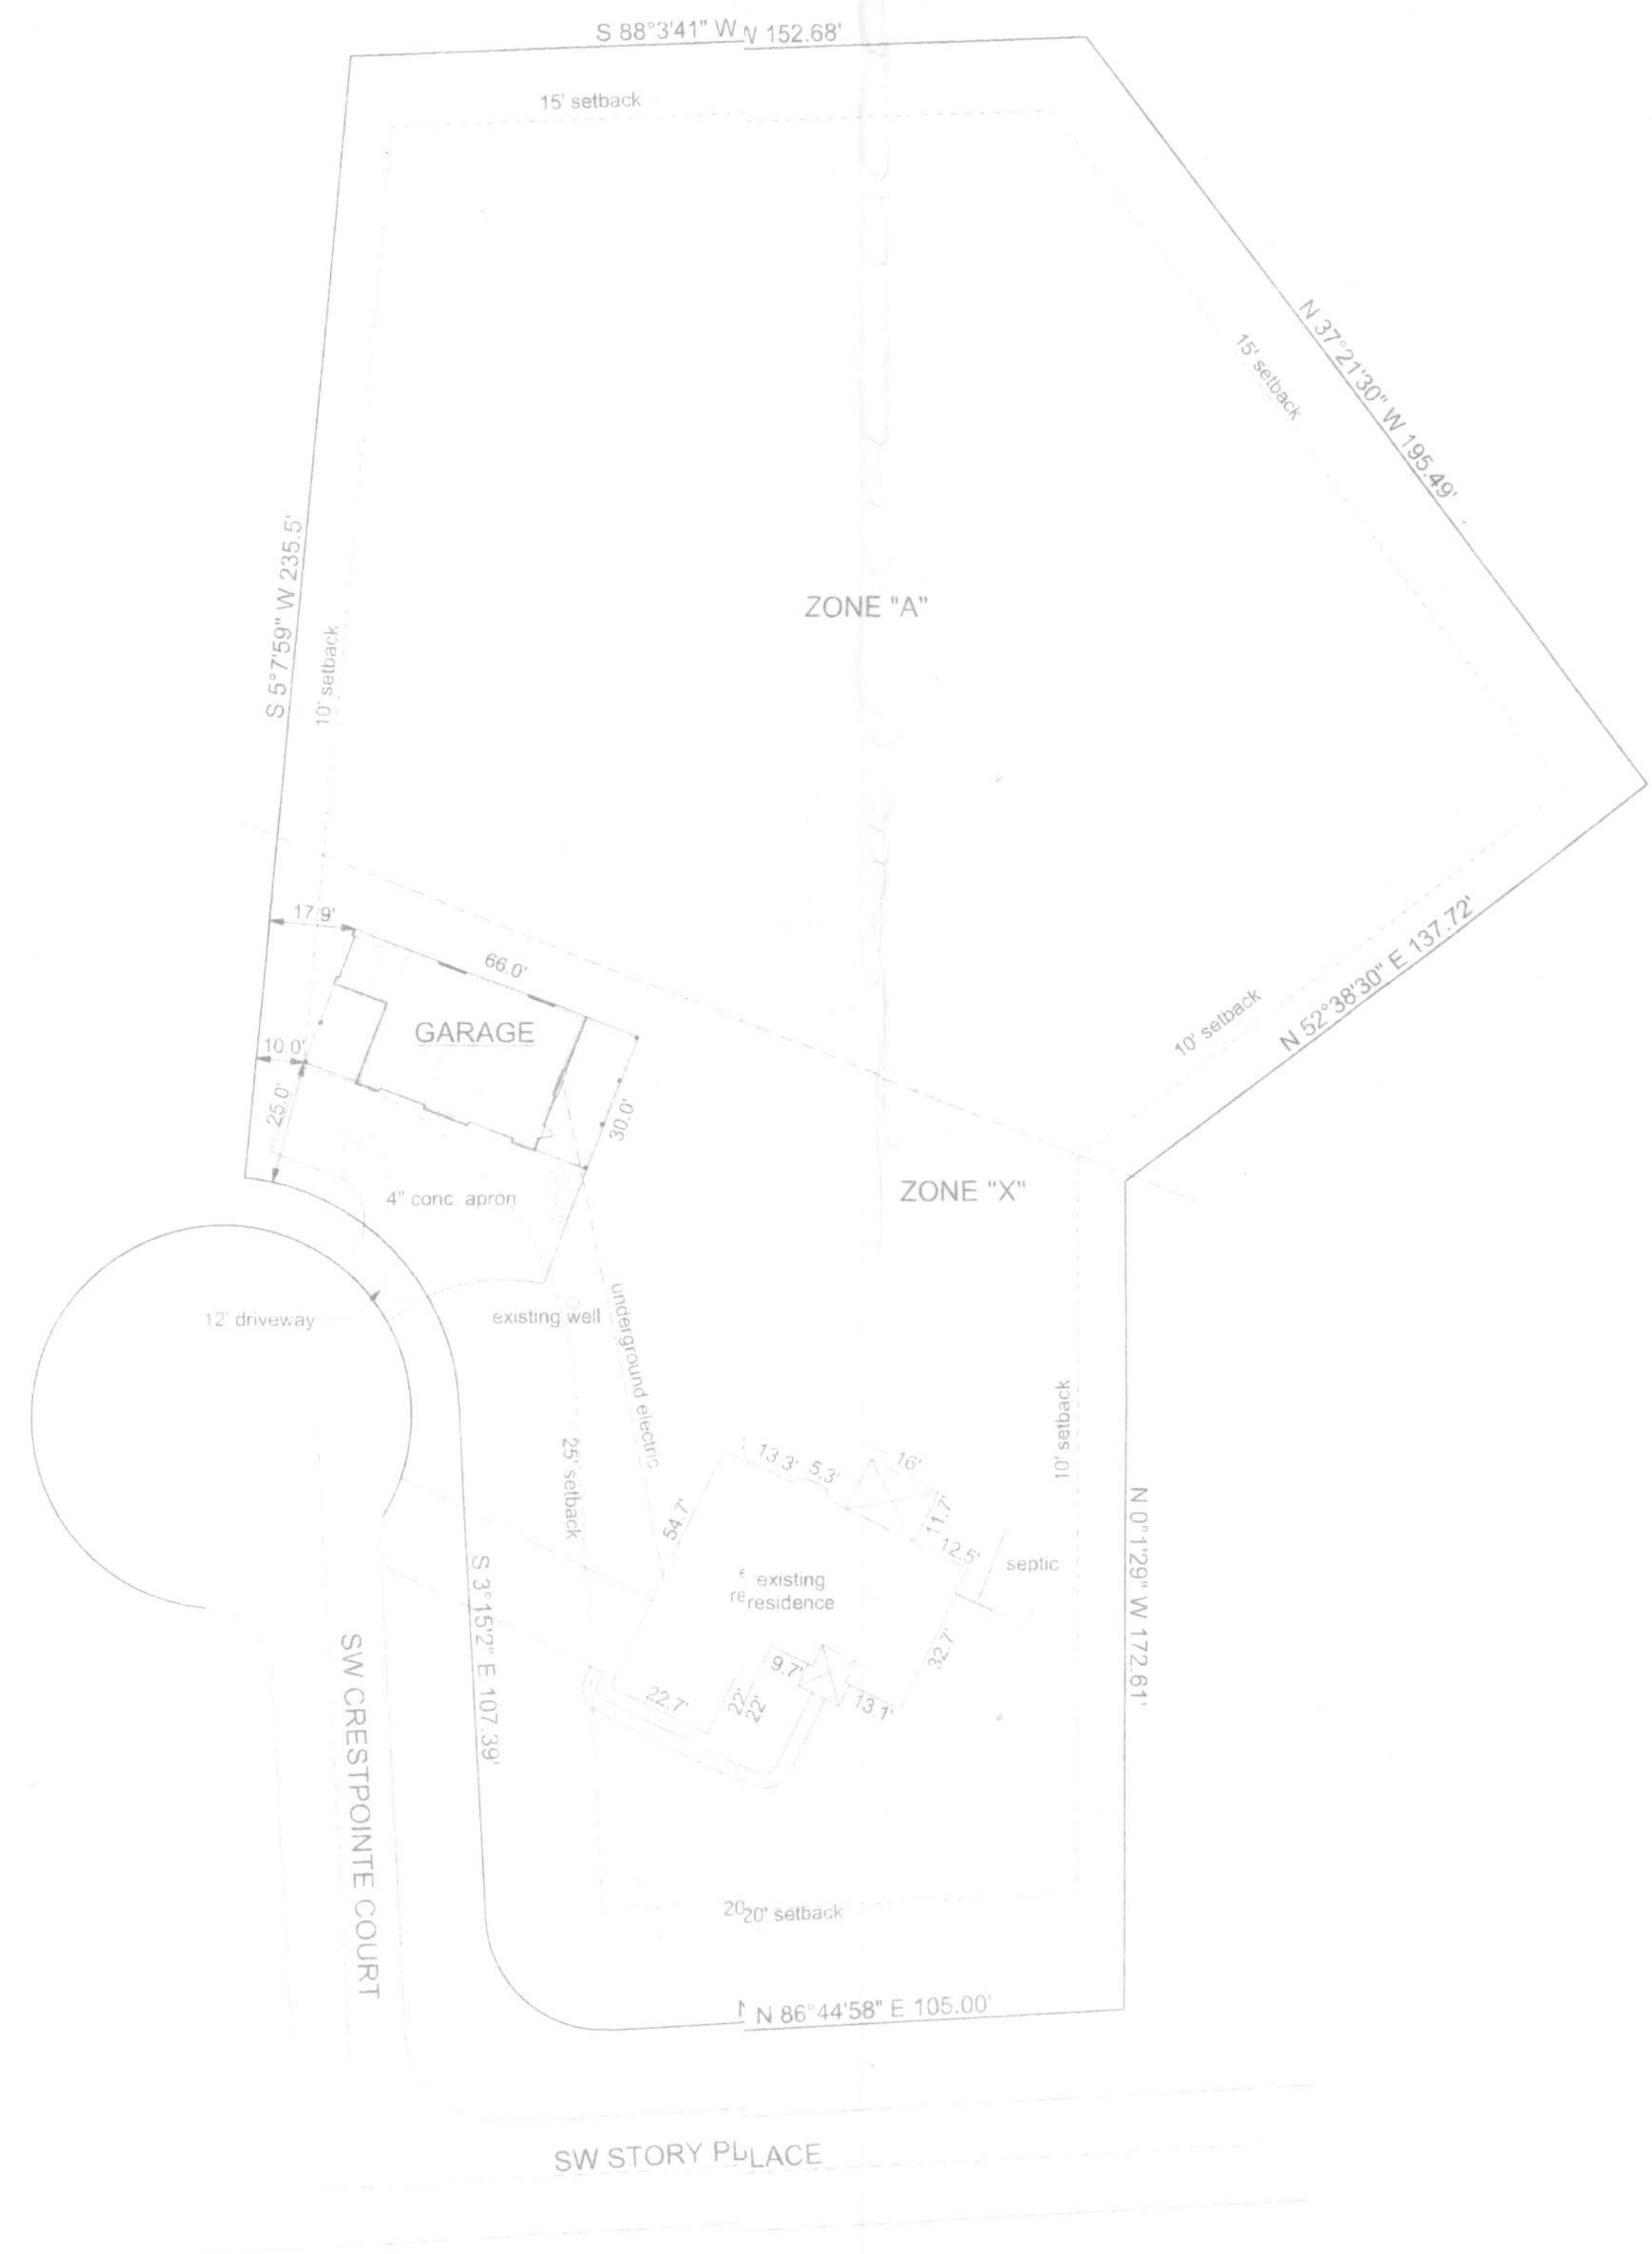 S 88°3'41" W 152.68'
15' setback
N 37°21'30" W 195.49'
15' setback
S 5°7'59" W 235.5'
10' setback
ZONE "A"
17.9'
66.0'
GARAGE
10.0'
25.0'
30.0'
N 52°38'30" E 137.72'
10' setback
4" conc. apron
ZONE "X"
12' driveway
existing well
underground electric
25' setback
10' setback
13.3'
5.3'
16'
54.7'
11.7'
12.5'
septic
existing
residence
N 0°1'29" W 172.61'
S 3°15'2" E 107.39'
32.7'
9.7'
22.7'
22'
22'
13.1'
SW CRESTPOINTE COURT
20' setback
N 86°44'58" E 105.00'
SW STORY PLACE